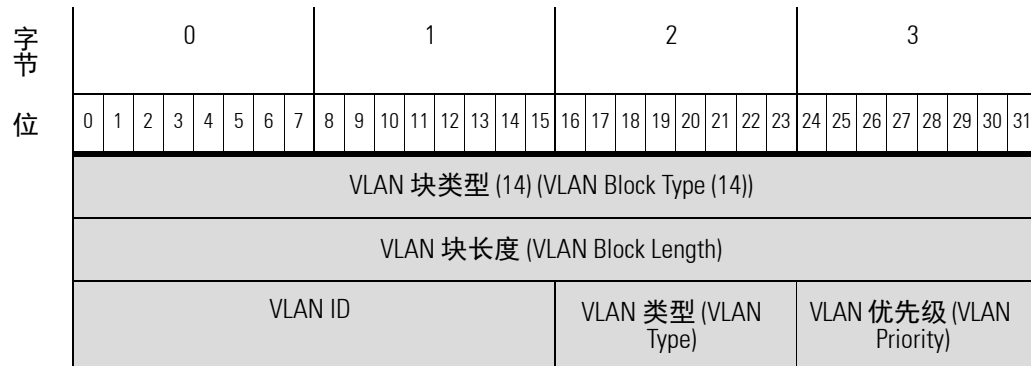 字节 0 1 2 3
位 0 1 2 3 4 5 6 7 8 9 10 11 12 13 14 15 16 17 18 19 20 21 22 23 24 25 26 27 28 29 30 31
VLAN 块类型 (14) (VLAN Block Type (14))
VLAN 块长度 (VLAN Block Length)
VLAN ID
VLAN 类型 (VLAN
Type)
VLAN 优先级 (VLAN
Priority)